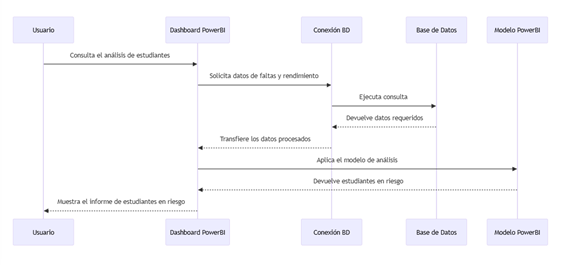 Usuario
Dashboard PowerBI
Conexión BD
Base de Datos
Modelo PowerBI
Consulta el análisis de estudiantes
Solicita datos de faltas y rendimiento
Ejecuta consulta
Devuelve datos requeridos
Transfiere los datos procesados
Aplica el modelo de análisis
Devuelve estudiantes en riesgo
Muestra el informe de estudiantes en riesgo
Usuario
Dashboard PowerBI
Conexión BD
Base de Datos
Modelo PowerBI